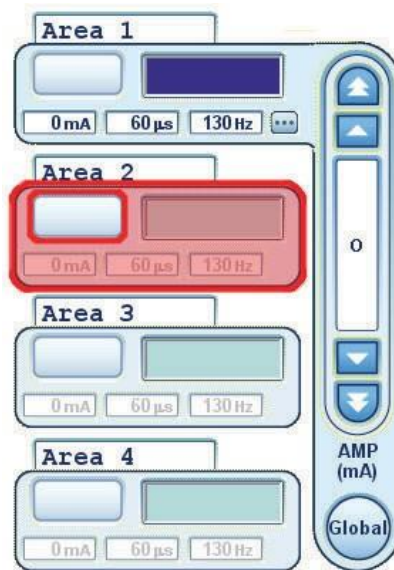 Area 1
0 mA 60 µs 130 Hz ...
Area 2
0 mA 60 µs 130 Hz
Area 3
0 mA 60 µs 130 Hz
Area 4
0 mA 60 µs 130 Hz
0
AMP
(mA)
Global